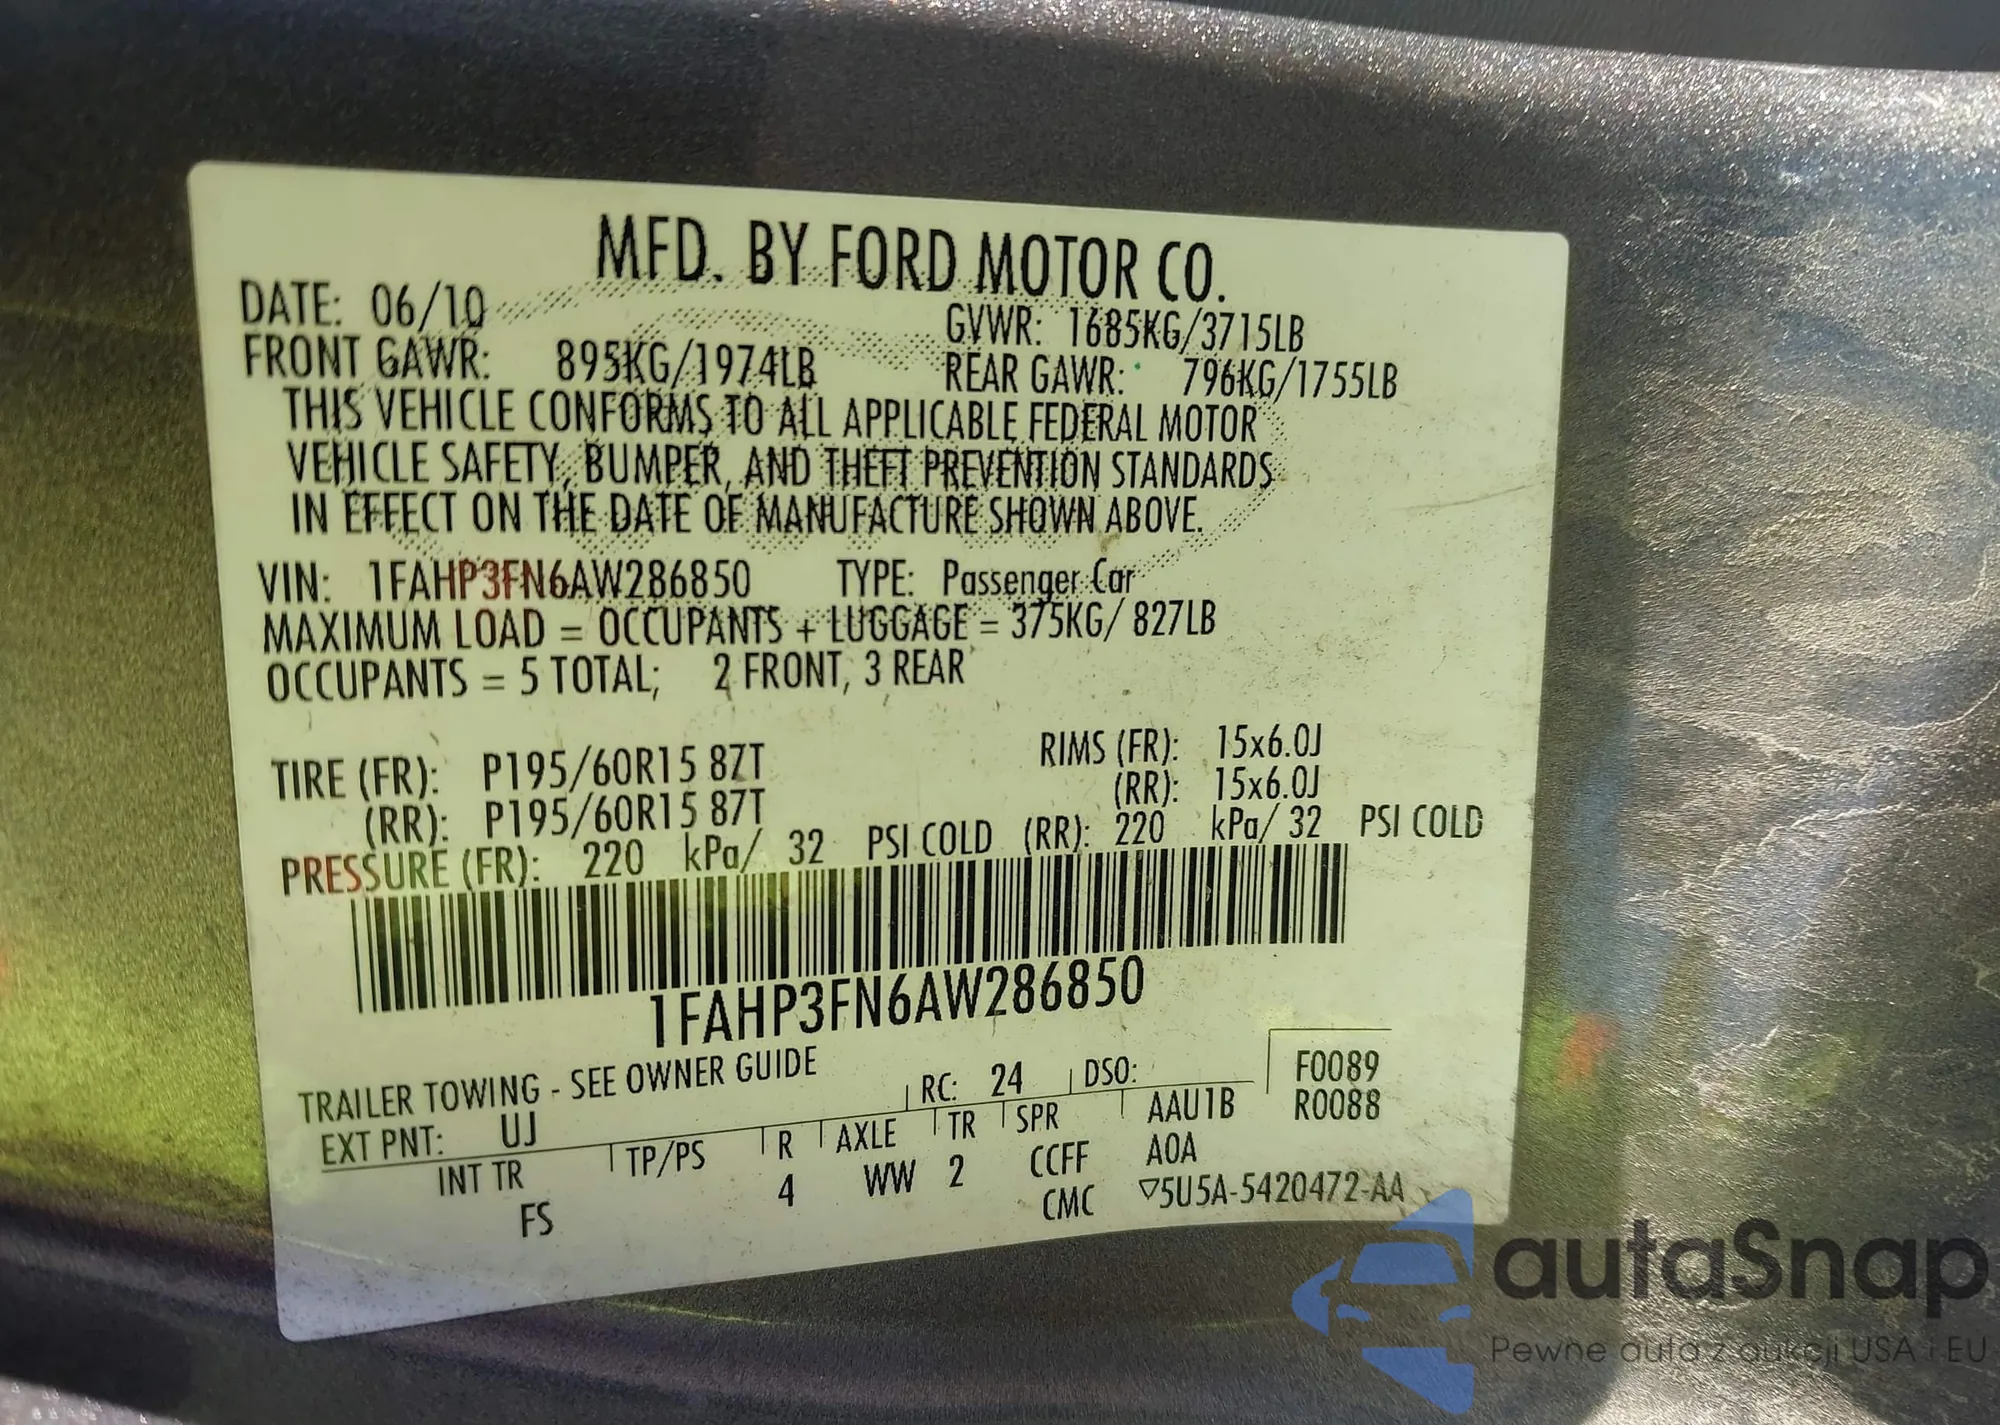 MFD. BY FORD MOTOR CO.
DATE: 06/10 GVWR: 1685KG/3715LB
FRONT GAWR: 895KG/1974LB REAR GAWR: 796KG/1755LB
THIS VEHICLE CONFORMS TO ALL APPLICABLE FEDERAL MOTOR
VEHICLE SAFETY, BUMPER, AND THEFT PREVENTION STANDARDS
IN EFFECT ON THE DATE OF MANUFACTURE SHOWN ABOVE.
VIN: 1FAHP3FN6AW286850 TYPE: Passenger Car
MAXIMUM LOAD = OCCUPANTS + LUGGAGE = 375KG/ 827LB
OCCUPANTS = 5 TOTAL; 2 FRONT, 3 REAR
TIRE (FR): P195/60R15 87T RIMS (FR): 15x6.0J
(RR): P195/60R15 87T (RR): 15x6.0J
PRESSURE (FR): 220 kPa/ 32 PSI COLD (RR): 220 kPa/ 32 PSI COLD
1FAHP3FN6AW286850
TRAILER TOWING - SEE OWNER GUIDE RC: 24 DSO: F0089
EXT PNT: UJ R0088
INT TR TP/PS R AXLE TR SPR AAU1B
FS 4 WW 2 CCFF A0A
CMC ▽5U5A-5420472-AA
autaSnap
Pewne auta z aukcji USA i EU